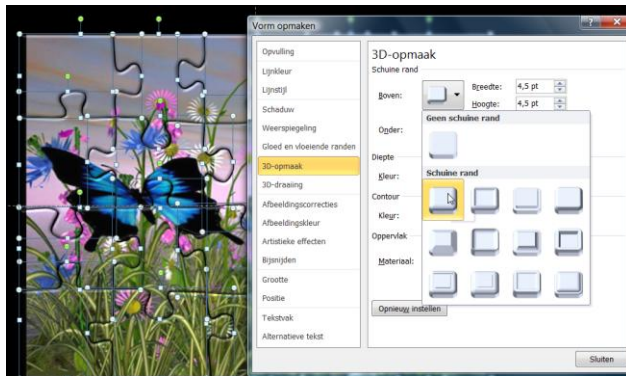 Vorm opmaken
Opvulling
Lijnkleur
Lijnstijl
Schaduw
Weerspiegeling
Gloed en vloeiende randen
3D-opmaak
3D-draaiing
Afbeeldingscorrecties
Afbeeldingskleur
Artistieke effecten
Bijsnijden
Grootte
Positie
Tekstvak
Alternatieve tekst
3D-opmaak
Schuine rand
Boven:
Breedte: 4,5 pt
Hoogte: 4,5 pt
Geen schuine rand
Onder:
Diepte
Schuine rand
Kleur:
Contour
Kleur:
Oppervlak
Materiaal:
Opnieuw instellen
Sluiten